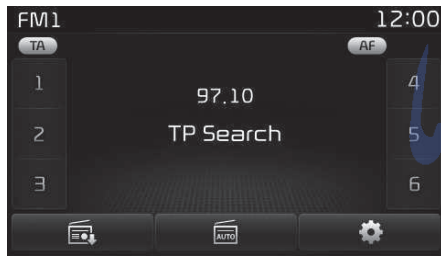 FM1 12:00
TA AF
1 97.10 4
2 TP Search 5
3 6
AUTO